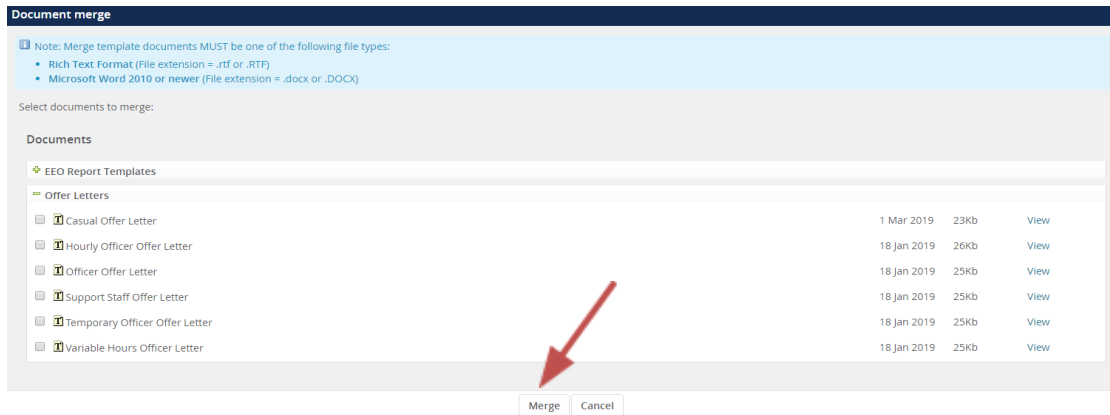 Document merge
Note: Merge template documents MUST be one of the following file types:
• Rich Text Format (File extension = .rtf or .RTF)
• Microsoft Word 2010 or newer (File extension = .docx or .DOCX)
Select documents to merge:
Documents
EEO Report Templates
Offer Letters
Casual Offer Letter 1 Mar 2019 23Kb View
Hourly Officer Offer Letter 18 Jan 2019 26Kb View
Officer Offer Letter 18 Jan 2019 25Kb View
Support Staff Offer Letter 18 Jan 2019 25Kb View
Temporary Officer Offer Letter 18 Jan 2019 25Kb View
Variable Hours Officer Letter 18 Jan 2019 25Kb View
Merge Cancel